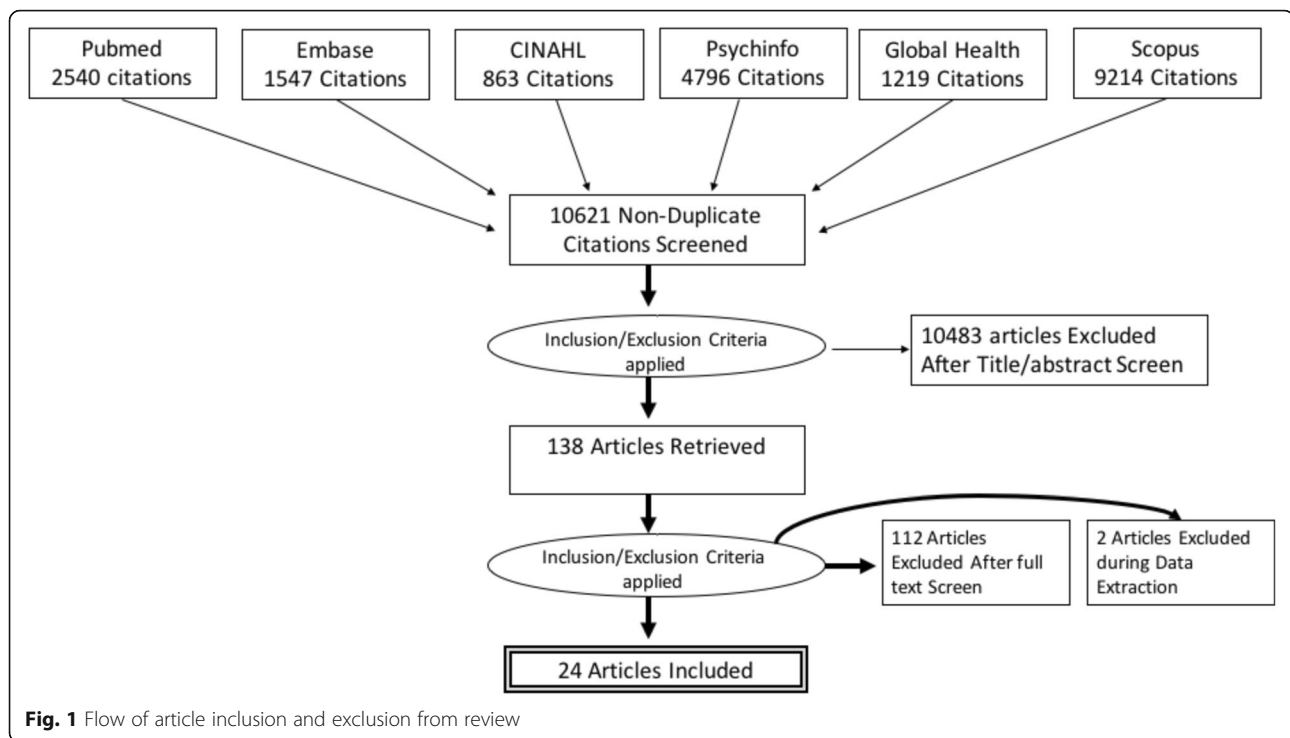 Pubmed
2540 citations
Embase
1547 Citations
CINAHL
863 Citations
Psychinfo
4796 Citations
Global Health
1219 Citations
Scopus
9214 Citations
10621 Non-Duplicate
Citations Screened
Inclusion/Exclusion Criteria
applied
10483 articles Excluded
After Title/abstract Screen
138 Articles Retrieved
Inclusion/Exclusion Criteria
applied
112 Articles
Excluded After full
text Screen
2 Articles Excluded
during Data
Extraction
24 Articles Included
Fig. 1 Flow of article inclusion and exclusion from review